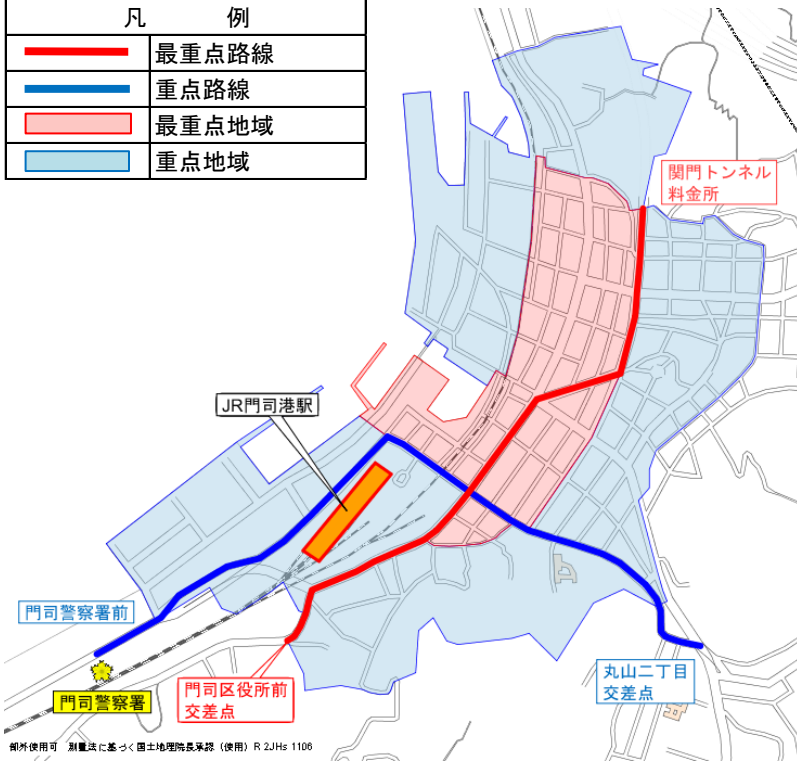 凡 例
最重点路線
重点路線
最重点地域
重点地域
関門トンネル
料金所
JR門司港駅
門司警察署前
門司警察署
門司区役所前
交差点
丸山二丁目
交差点
部外使用可 測量法に基づく国土地理院長承認（使用）R 2JHs 1106